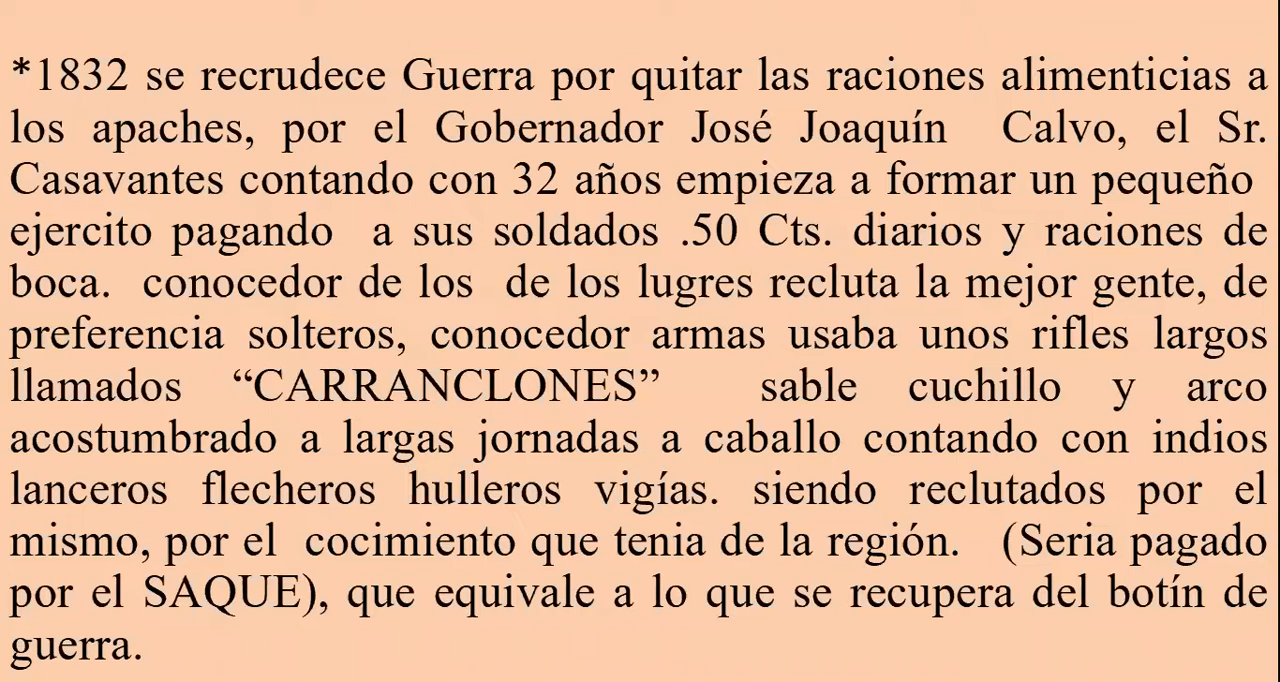 *1832 se recrudece Guerra por quitar las raciones alimenticias a
los apaches, por el Gobernador José Joaquín Calvo, el Sr.
Casavantes contando con 32 años empieza a formar un pequeño
ejercito pagando a sus soldados .50 Cts. diarios y raciones de
boca. conocedor de los de los lugres recluta la mejor gente, de
preferencia solteros, conocedor armas usaba unos rifles largos
llamados “CARRANCLONES” sable cuchillo y arco
acostumbrado a largas jornadas a caballo contando con indios
lanceros flecheros hulleros vigías. siendo reclutados por el
mismo, por el cocimiento que tenia de la región. (Seria pagado
por el SAQUE), que equivale a lo que se recupera del botín de
guerra.